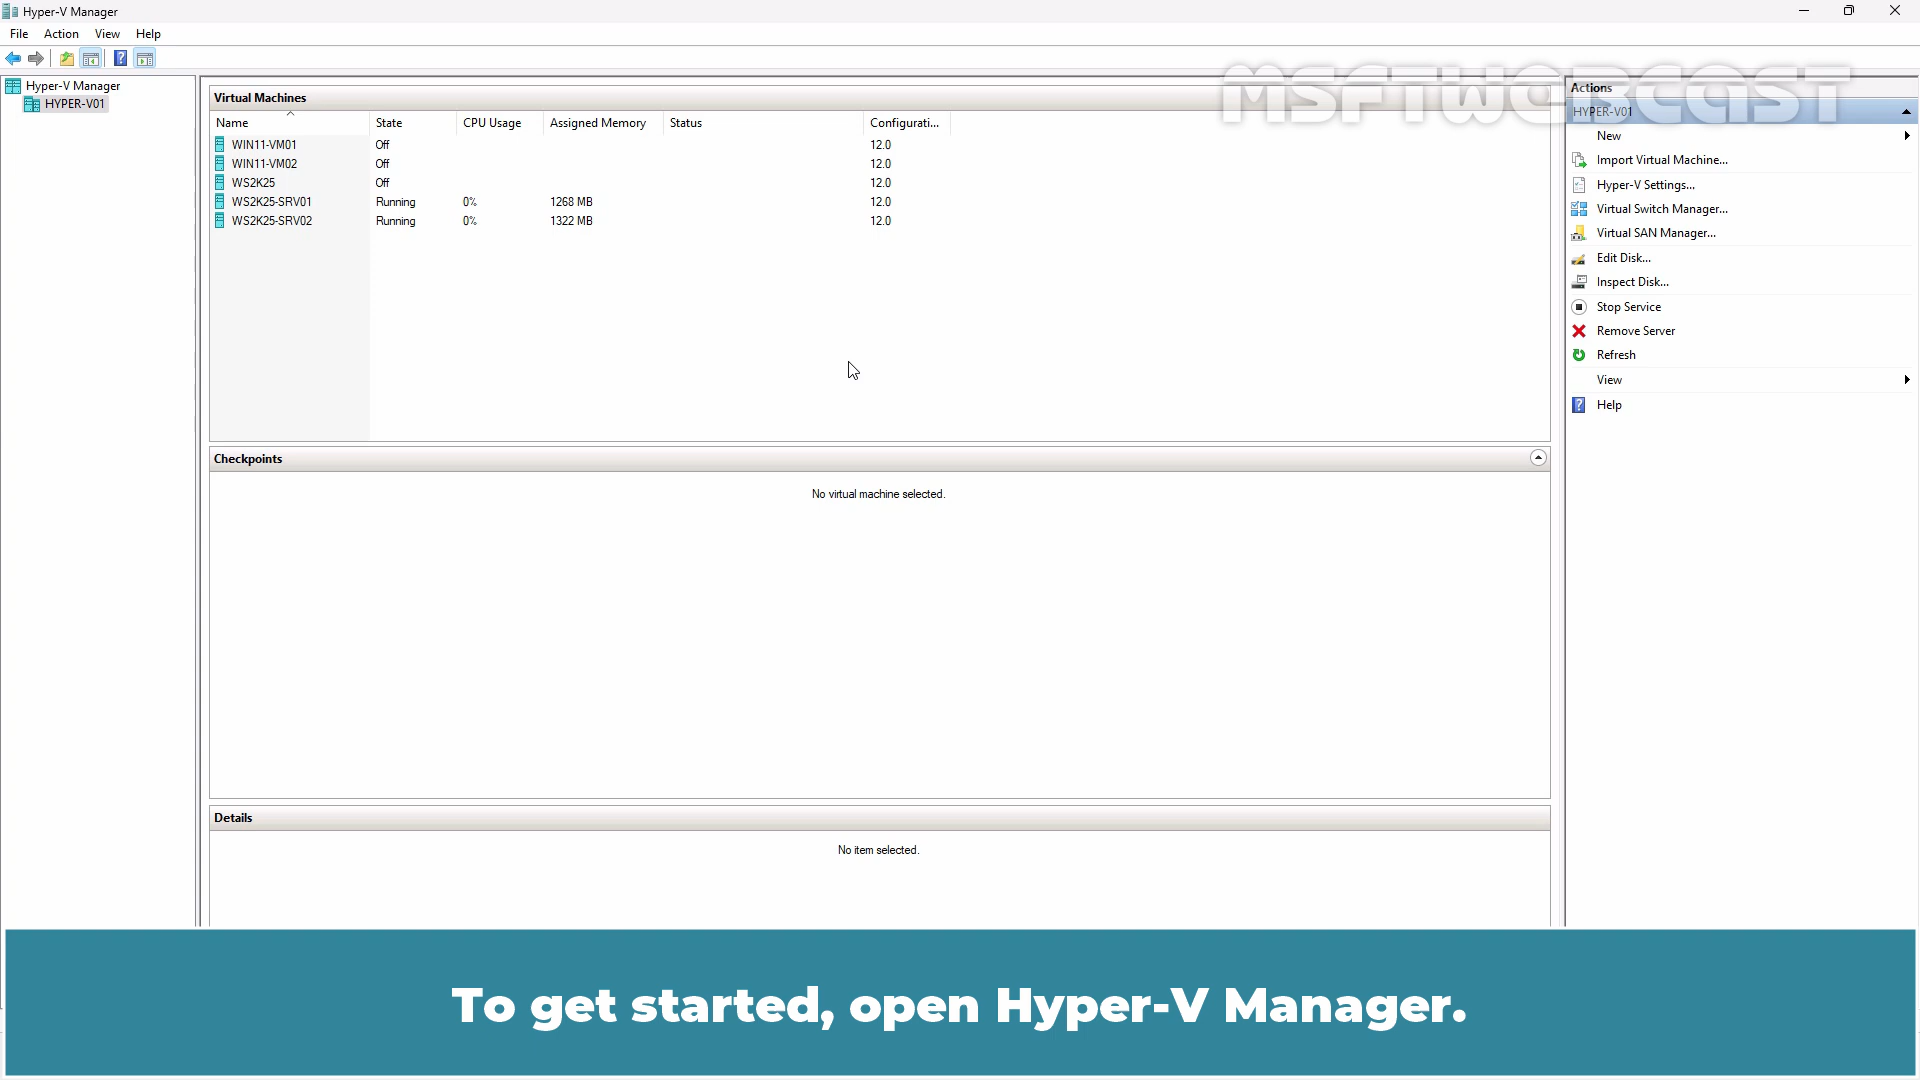 Hyper-V Manager
File Action View Help
Hyper-V Manager
HYPER-V01
Virtual Machines
Name State CPU Usage Assigned Memory Status Configurati...
WIN11-VM01 Off 12.0
WIN11-VM02 Off 12.0
WS2K25 Off 12.0
WS2K25-SRV01 Running 0% 1268 MB 12.0
WS2K25-SRV02 Running 0% 1322 MB 12.0
Checkpoints
No virtual machine selected.
Details
No item selected.
MSFTWEBCAST
Actions
HYPER-V01
New
Import Virtual Machine...
Hyper-V Settings...
Virtual Switch Manager...
Virtual SAN Manager...
Edit Disk...
Inspect Disk...
Stop Service
Remove Server
Refresh
View
Help
To get started, open Hyper-V Manager.